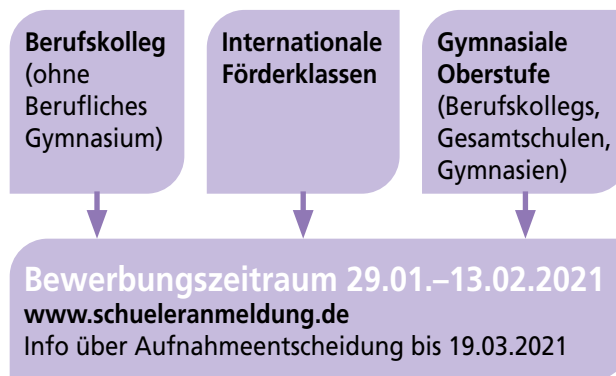 Berufskolleg
(ohne
Berufliches
Gymnasium)
Internationale
Förderklassen
Gymnasiale
Oberstufe
(Berufskollegs,
Gesamtschulen,
Gymnasien)
Bewerbungszeitraum 29.01.–13.02.2021
www.schueleranmeldung.de
Info über Aufnahmeentscheidung bis 19.03.2021